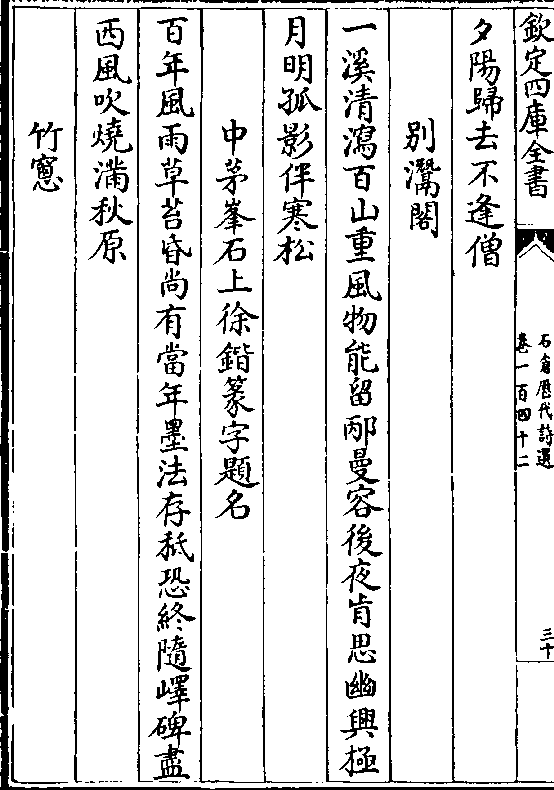 欽定四庫全書
石倉歷代詩選
卷一百四十二
三十
夕陽歸去不逢僧
別灊閣
一溪清瀉百山重風物能留邴曼容後夜肯思幽興極
月明孤影伴寒松
中茅峯石上徐鍇篆字題名
百年風雨草苔昏尚有當年墨法存秖恐終隨嶧碑盡
西風吹燒滿秋原
竹窻